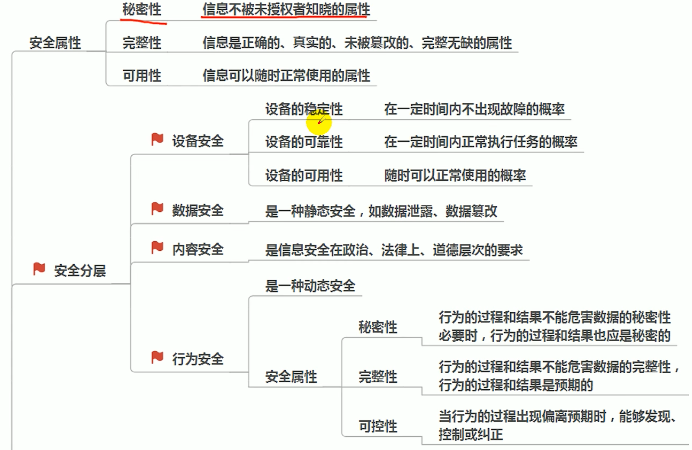 秘密性
信息不被未授权者知晓的属性
安全属性
完整性
信息是正确的、真实的、未被篡改的、完整无缺的属性
可用性
信息可以随时正常使用的属性
设备的稳定性
在一定时间内不出现故障的概率
设备安全
设备的可靠性
在一定时间内正常执行任务的概率
设备的可用性
随时可以正常使用的概率
数据安全
是一种静态安全，如数据泄露、数据篡改
内容安全
是信息安全在政治、法律上、道德层次的要求
安全分层
是一种动态安全
行为安全
安全属性
秘密性
行为的过程和结果不能危害数据的秘密性
必要时，行为的过程和结果也应是秘密的
完整性
行为的过程和结果不能危害数据的完整性，
行为的过程和结果是预期的
可控性
当行为的过程出现偏离预期时，能够发现、
控制或纠正